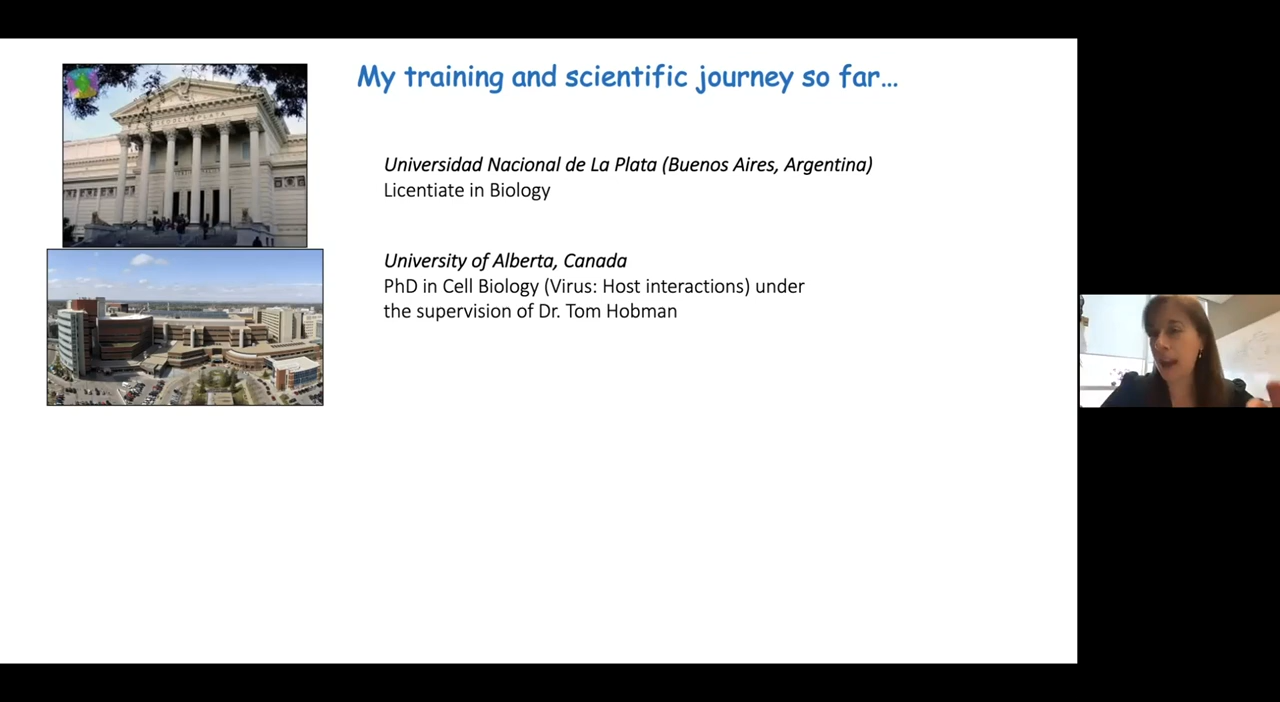 My training and scientific journey so far…
Universidad Nacional de La Plata (Buenos Aires, Argentina)
Licentiate in Biology
University of Alberta, Canada
PhD in Cell Biology (Virus: Host interactions) under
the supervision of Dr. Tom Hobman